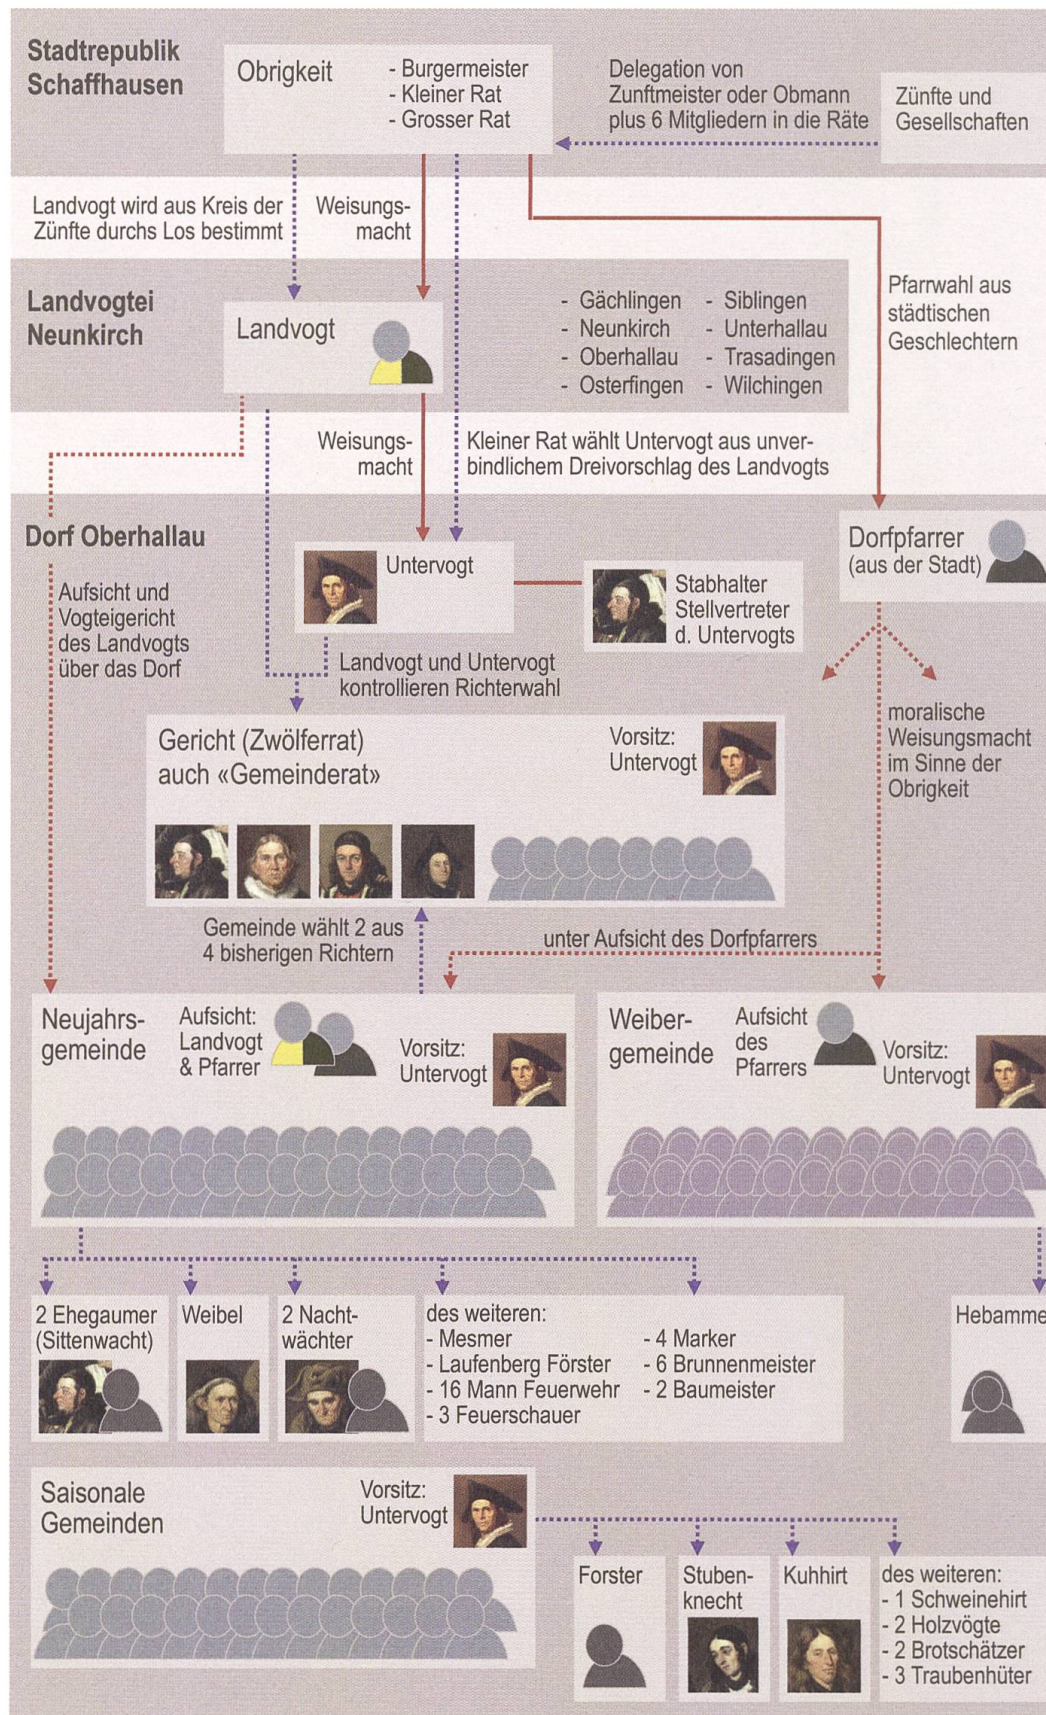 Stadtrepublik
Schaffhausen
Obrigkeit
- Burgermeister
- Kleiner Rat
- Grosser Rat
Delegation von
Zunftmeister oder Obmann
plus 6 Mitgliedern in die Räte
Zünfte und
Gesellschaften
Landvogt wird aus Kreis der
Zünfte durchs Los bestimmt
Weisungs-
macht
Landvogtei
Neunkirch
Landvogt
- Gächlingen
- Neunkirch
- Oberhallau
- Osterfingen
- Siblingen
- Unterhallau
- Trasadingen
- Wilchingen
Pfarrwahl aus
städtischen
Geschlechtern
Weisungs-
macht
Kleiner Rat wählt Untervogt aus unver-
bindlichem Dreivorschlag des Landvogts
Dorf Oberhallau
Aufsicht und
Vogteigericht
des Landvogts
über das Dorf
Untervogt
Stabhalter
Stellvertreter
d. Untervogts
Dorfpfarrer
(aus der Stadt)
Landvogt und Untervogt
kontrollieren Richterwahl
moralische
Weisungsmacht
im Sinne der
Obrigkeit
Gericht (Zwölferrat)
auch «Gemeinderat»
Vorsitz:
Untervogt
Gemeinde wählt 2 aus
4 bisherigen Richtern
unter Aufsicht des Dorfpfarrers
Neujahrs-
gemeinde
Aufsicht:
Landvogt
& Pfarrer
Vorsitz:
Untervogt
Weiber-
gemeinde
Aufsicht
des
Pfarrers
Vorsitz:
Untervogt
2 Ehegaumer
(Sittenwacht)
Weibel
2 Nacht-
wächter
des weiteren:
- Mesmer
- Laufenberg Förster
- 16 Mann Feuerwehr
- 3 Feuerschauer
- 4 Marker
- 6 Brunnenmeister
- 2 Baumeister
Hebamme
Saisonale
Gemeinden
Vorsitz:
Untervogt
Forster
Stuben-
knecht
Kuhhirt
des weiteren:
- 1 Schweinehirt
- 2 Holzvögte
- 2 Brotschätzer
- 3 Traubenhüter